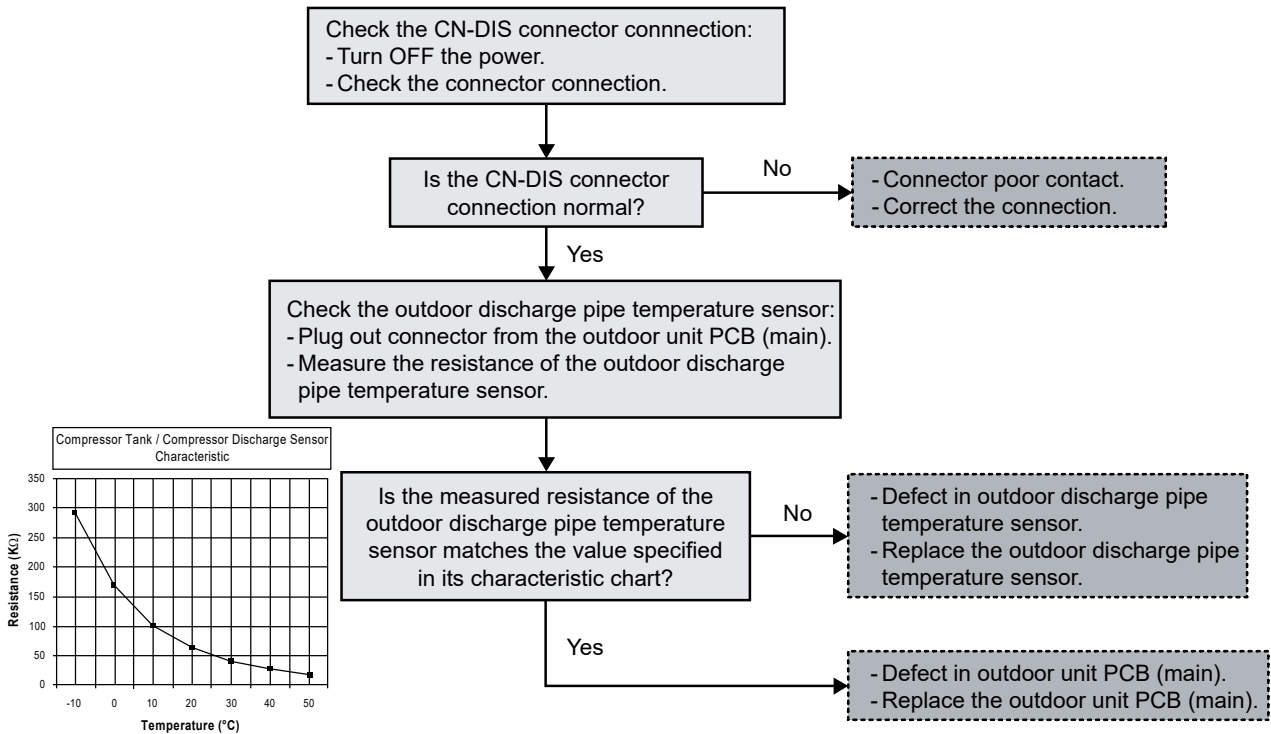 Check the CN-DIS connector connnection:
- Turn OFF the power.
- Check the connector connection.
Is the CN-DIS connector
connection normal?
No
- Connector poor contact.
- Correct the connection.
Yes
Check the outdoor discharge pipe temperature sensor:
- Plug out connector from the outdoor unit PCB (main).
- Measure the resistance of the outdoor discharge
pipe temperature sensor.
Compressor Tank / Compressor Discharge Sensor
Characteristic
350
300
250
200
150
100
50
0
Resistance (KΩ)
-10 0 10 20 30 40 50
Temperature (°C)
Is the measured resistance of the
outdoor discharge pipe temperature
sensor matches the value specified
in its characteristic chart?
No
- Defect in outdoor discharge pipe
temperature sensor.
- Replace the outdoor discharge pipe
temperature sensor.
Yes
- Defect in outdoor unit PCB (main).
- Replace the outdoor unit PCB (main).